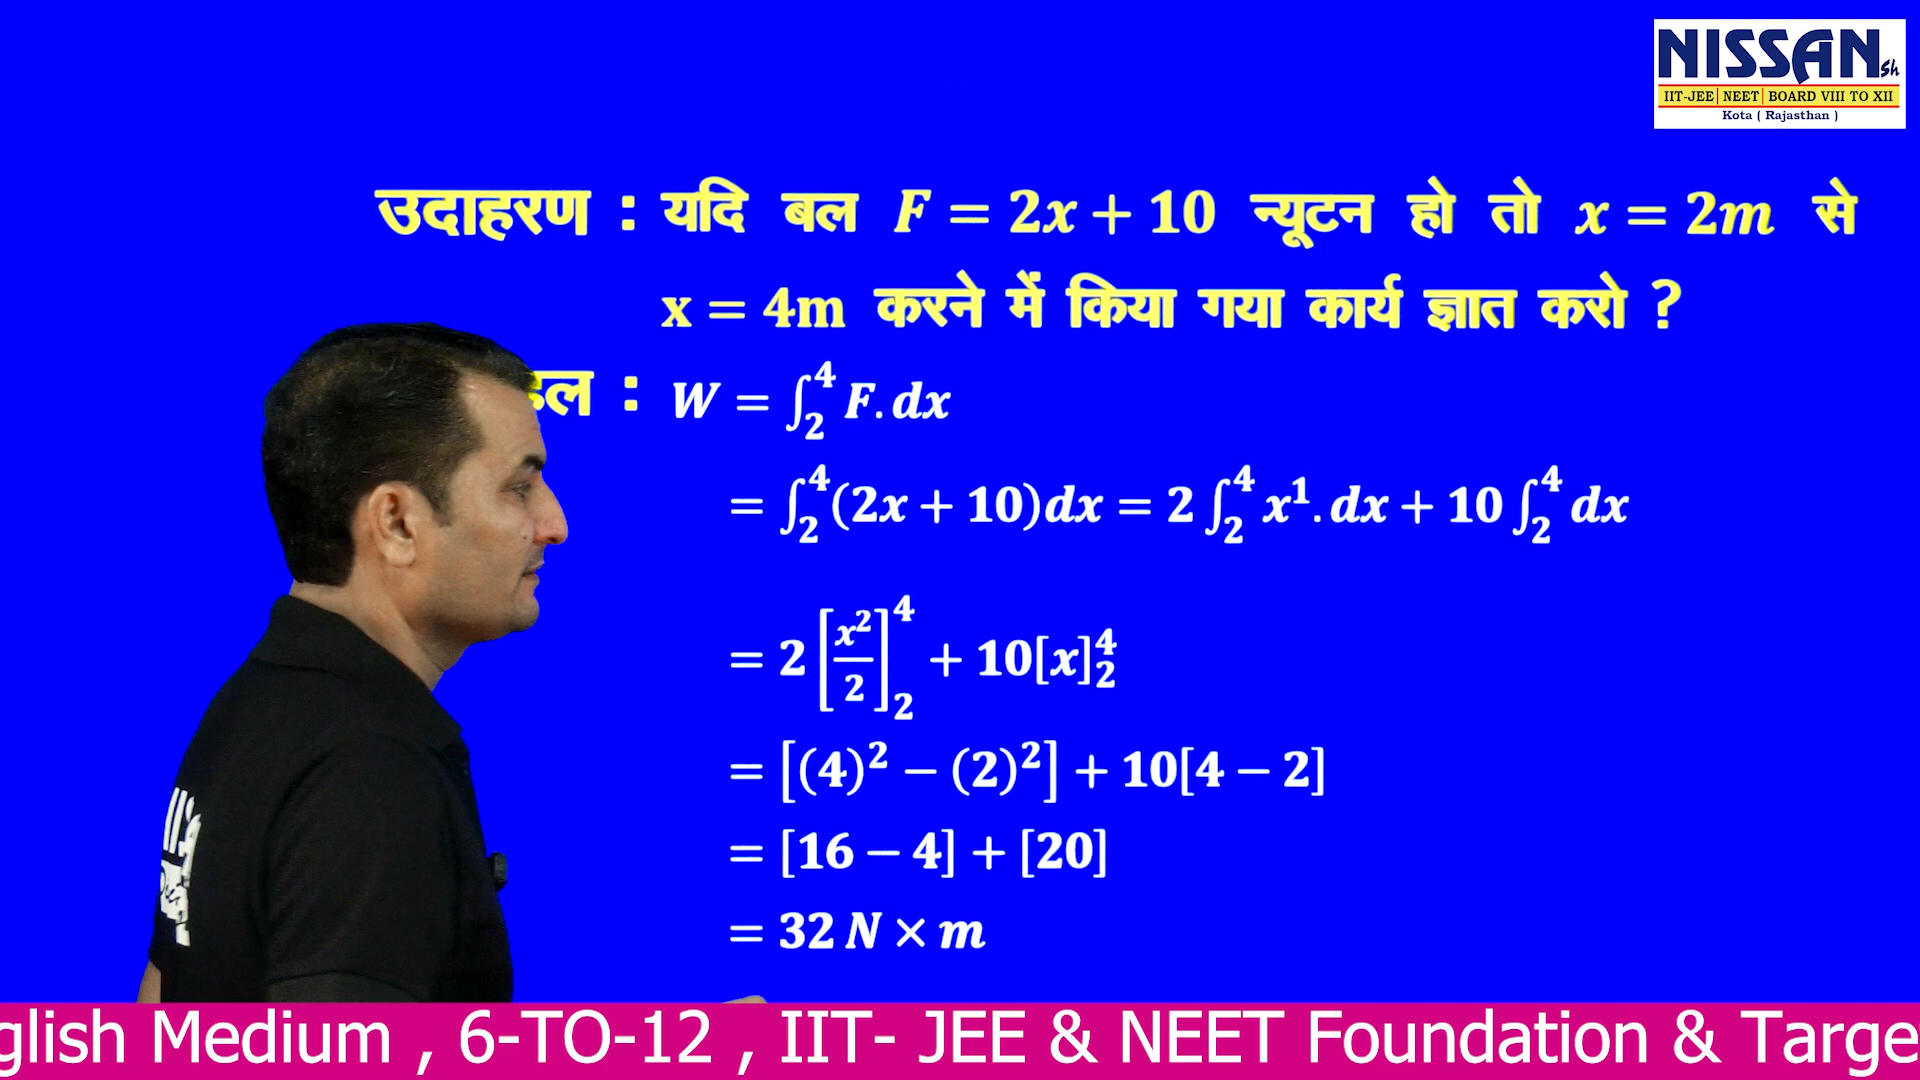 NISSAN Sh
IIT-JEE | NEET | BOARD VIII TO XII
Kota ( Rajasthan )
उदाहरण : यदि बल F = 2x + 10 न्यूटन हो तो x = 2m से
x = 4m करने में किया गया कार्य ज्ञात करो ?
हल : W = ∫₂⁴ F. dx
= ∫₂⁴ (2x + 10)dx = 2 ∫₂⁴ x¹. dx + 10 ∫₂⁴ dx
= 2 [x²/2]₂⁴ + 10[x]₂⁴
= [(4)² − (2)²] + 10[4 − 2]
= [16 − 4] + [20]
= 32 N × m
glish Medium , 6-TO-12 , IIT- JEE & NEET Foundation & Targe